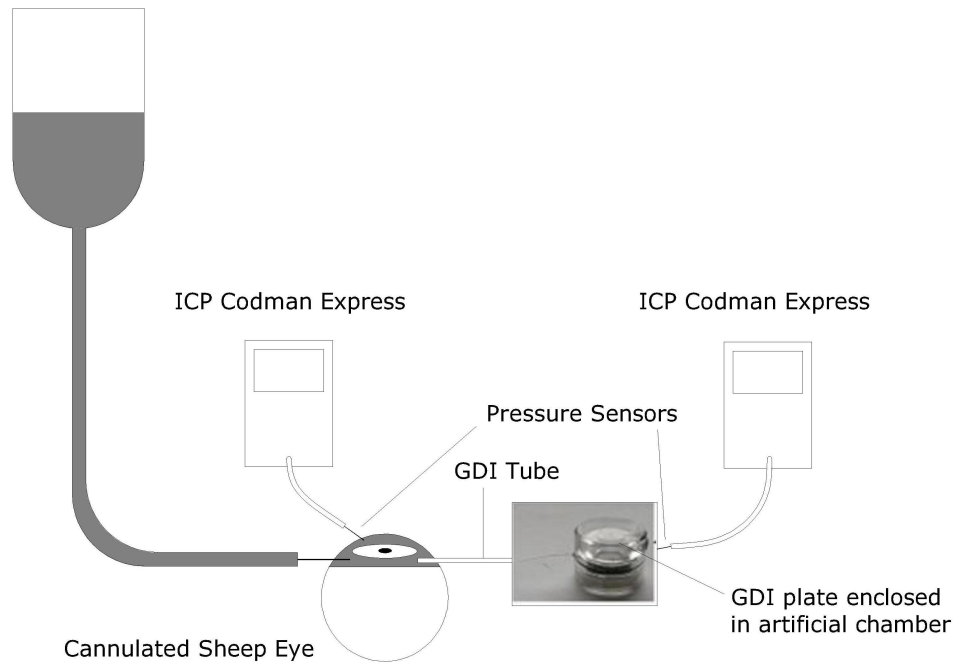 ICP Codman Express
ICP Codman Express
Pressure Sensors
GDI Tube
GDI plate enclosed
in artificial chamber
Cannulated Sheep Eye